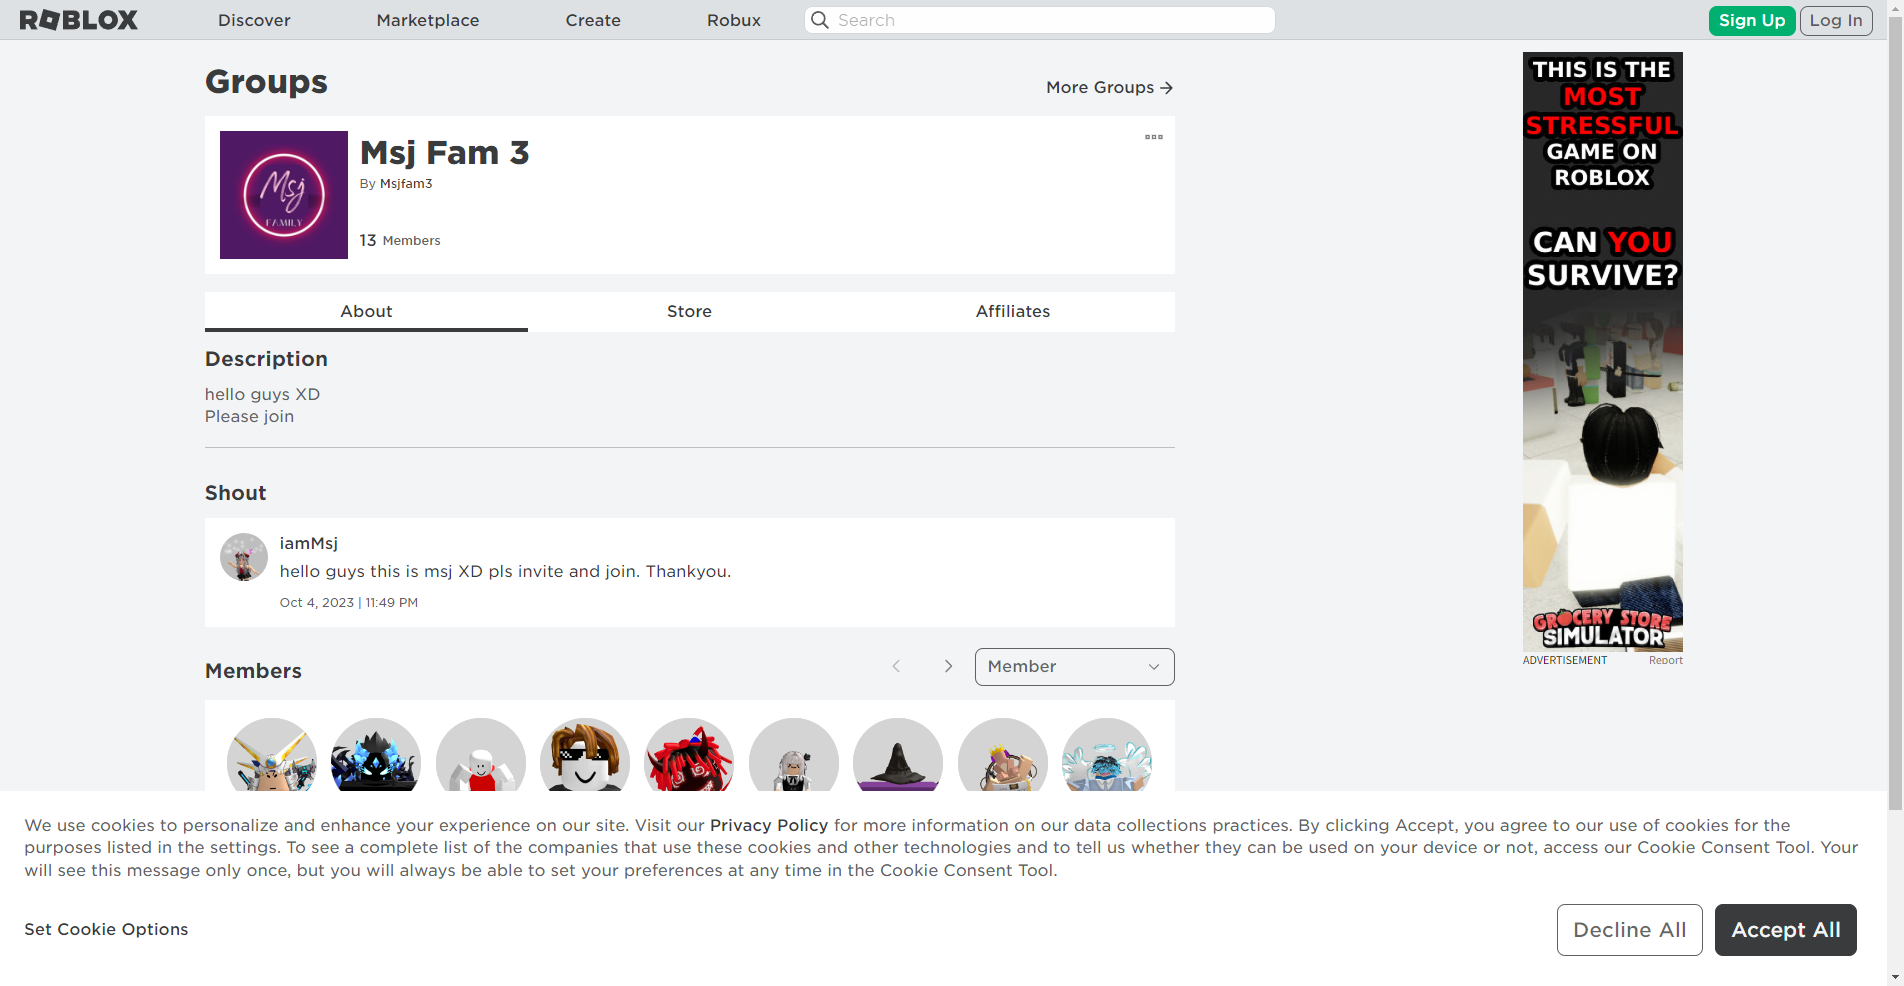 ROBLOX
Discover
Marketplace
Create
Robux
Search
Sign Up
Log In
Groups
More Groups
Msj
FAMILY
Msj Fam 3
By Msjfam3
13 Members
About
Store
Affiliates
Description
hello guys XD
Please join
Shout
iamMsj
hello guys this is msj XD pls invite and join. Thankyou.
Oct 4, 2023 | 11:49 PM
Members
Member
THIS IS THE
MOST
STRESSFUL
GAME ON
ROBLOX
CAN YOU
SURVIVE?
GROCERY STORE
SIMULATOR
ADVERTISEMENT
Report
We use cookies to personalize and enhance your experience on our site. Visit our Privacy Policy for more information on our data collections practices. By clicking Accept, you agree to our use of cookies for the
purposes listed in the settings. To see a complete list of the companies that use these cookies and other technologies and to tell us whether they can be used on your device or not, access our Cookie Consent Tool. Your
will see this message only once, but you will always be able to set your preferences at any time in the Cookie Consent Tool.
Set Cookie Options
Decline All
Accept All